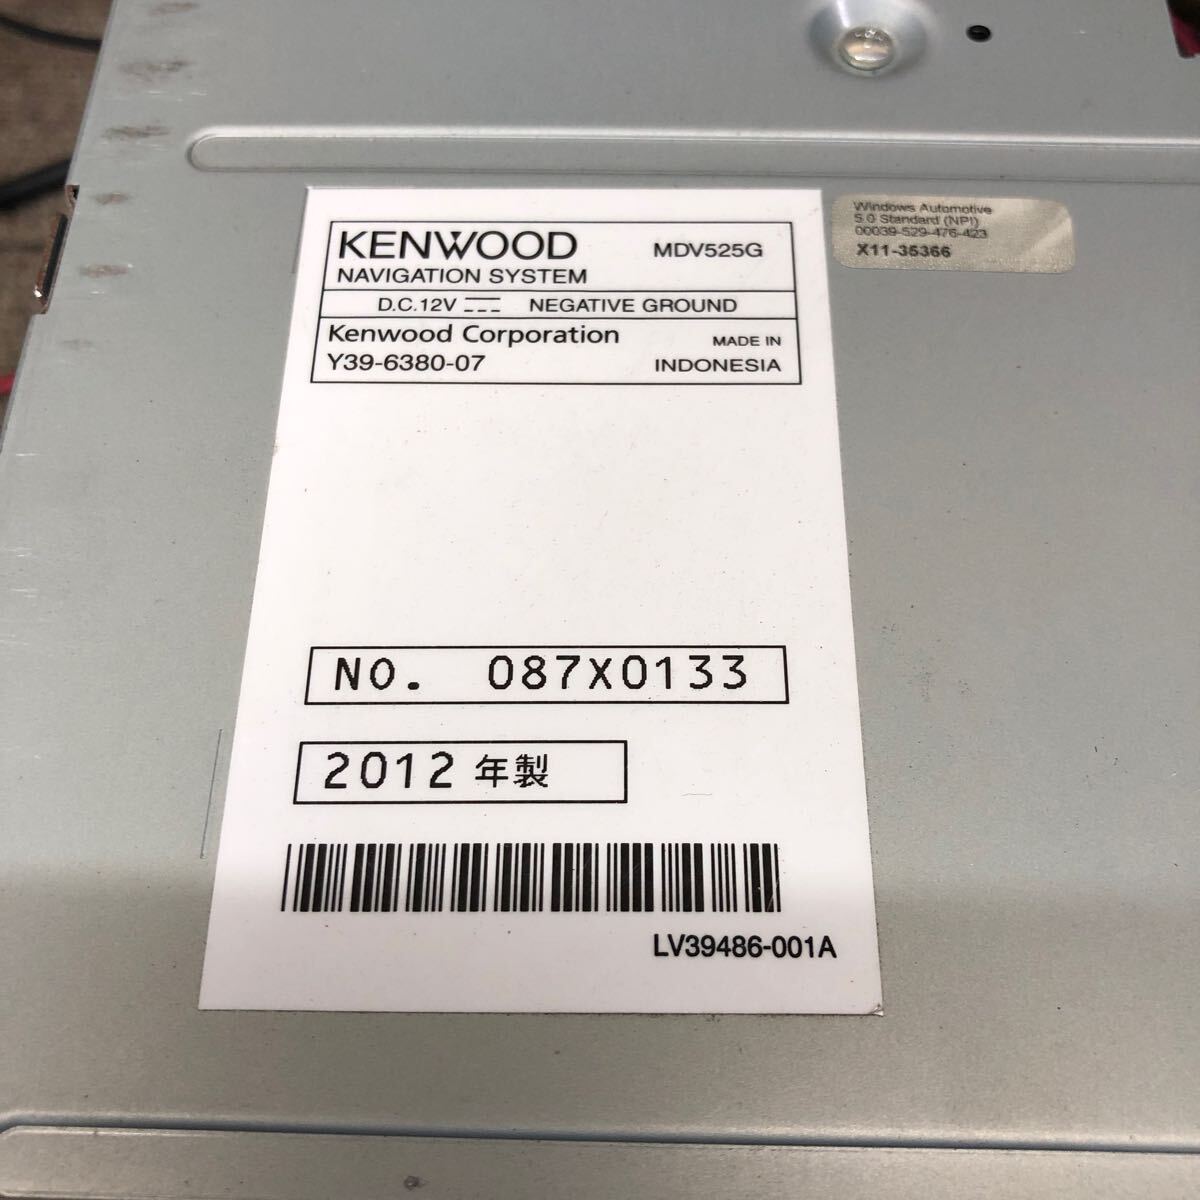 KENWOOD MDV525G
NAVIGATION SYSTEM
D.C.12V NEGATIVE GROUND
Kenwood Corporation MADE IN
Y39-6380-07 INDONESIA
NO. 087X0133
2012 年製
LV39486-001A
Windows Automotive
5.0 Standard (NPI)
00039-529-476-423
X11-35366